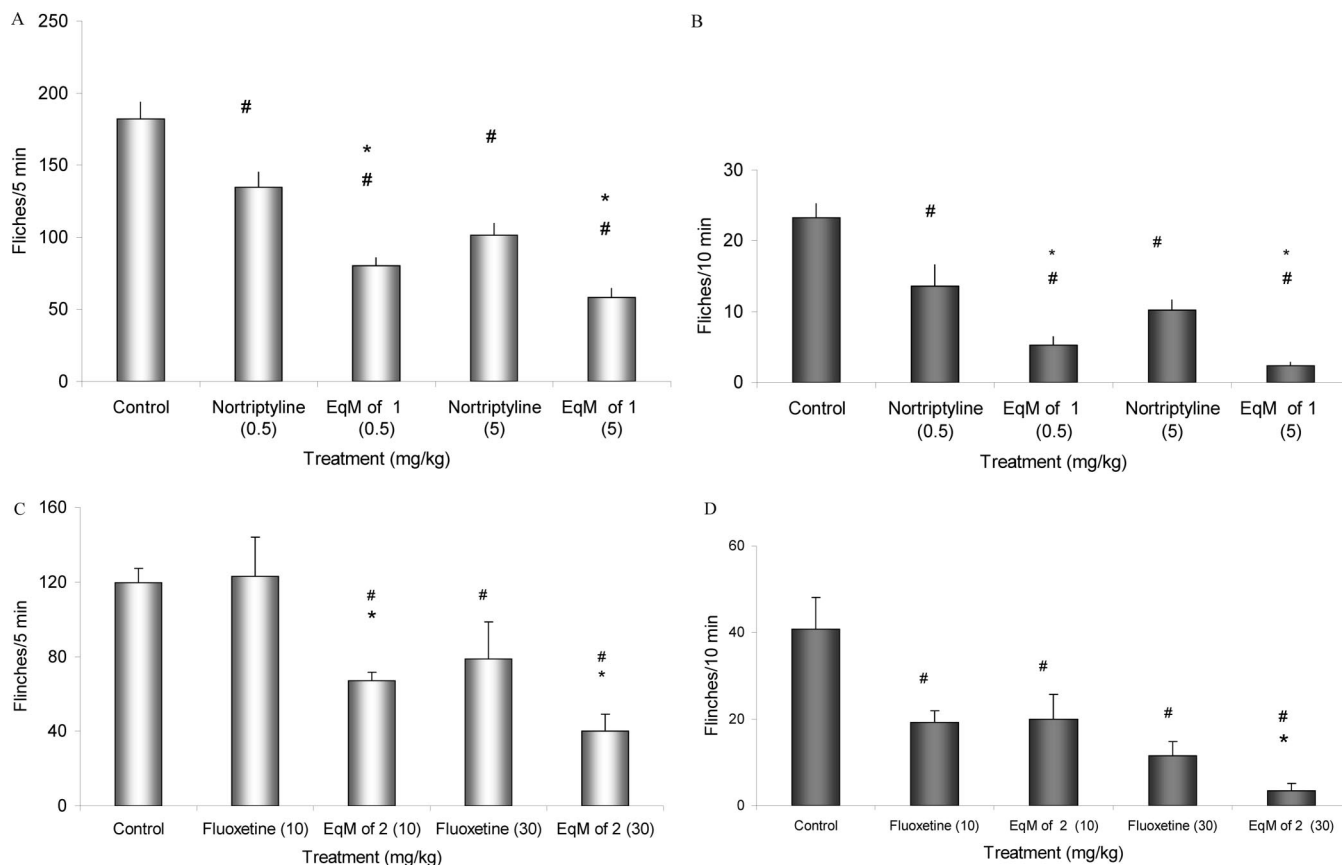 A
250
200
150
100
50
0
Fliches/5 min
#
*
#
#
*
#
Control
Nortriptyline (0.5)
EqM of 1 (0.5)
Nortriptyline (5)
EqM of 1 (5)
Treatment (mg/kg)
B
30
20
10
0
Fliches/10 min
#
*
#
#
*
#
Control
Nortriptyline (0.5)
EqM of 1 (0.5)
Nortriptyline (5)
EqM of 1 (5)
Treatment (mg/kg)
C
160
120
80
40
0
Flinches/5 min
#
*
#
#
*
Control
Fluoxetine (10)
EqM of 2 (10)
Fluoxetine (30)
EqM of 2 (30)
Treatment (mg/kg)
D
60
40
20
0
Flinches/10 min
#
#
#
#
*
Control
Fluoxetine (10)
EqM of 2 (10)
Fluoxetine (30)
EqM of 2 (30)
Treatment (mg/kg)